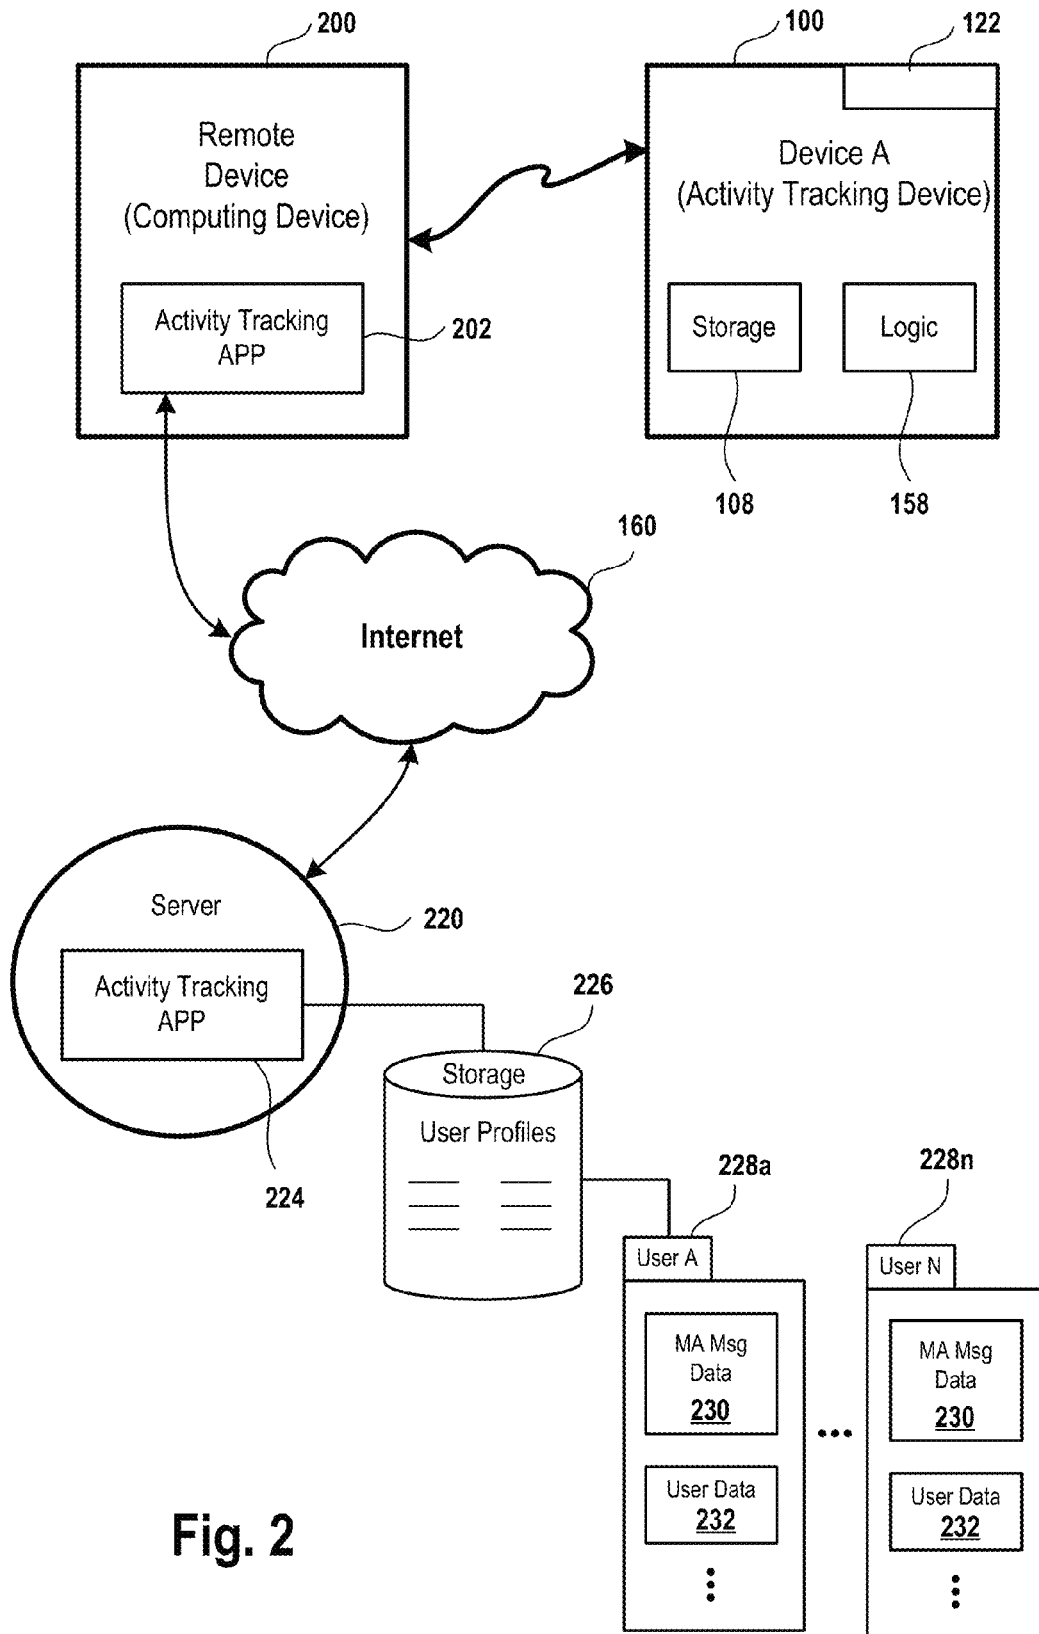 200
100
122
Remote
Device
(Computing Device)
Device A
(Activity Tracking Device)
Activity Tracking
APP
202
Storage
Logic
108
158
160
Internet
Server
220
Activity Tracking
APP
224
226
Storage
User Profiles
228a
228n
User A
User N
MA Msg
Data
230
MA Msg
Data
230
...
User Data
232
User Data
232
Fig. 2